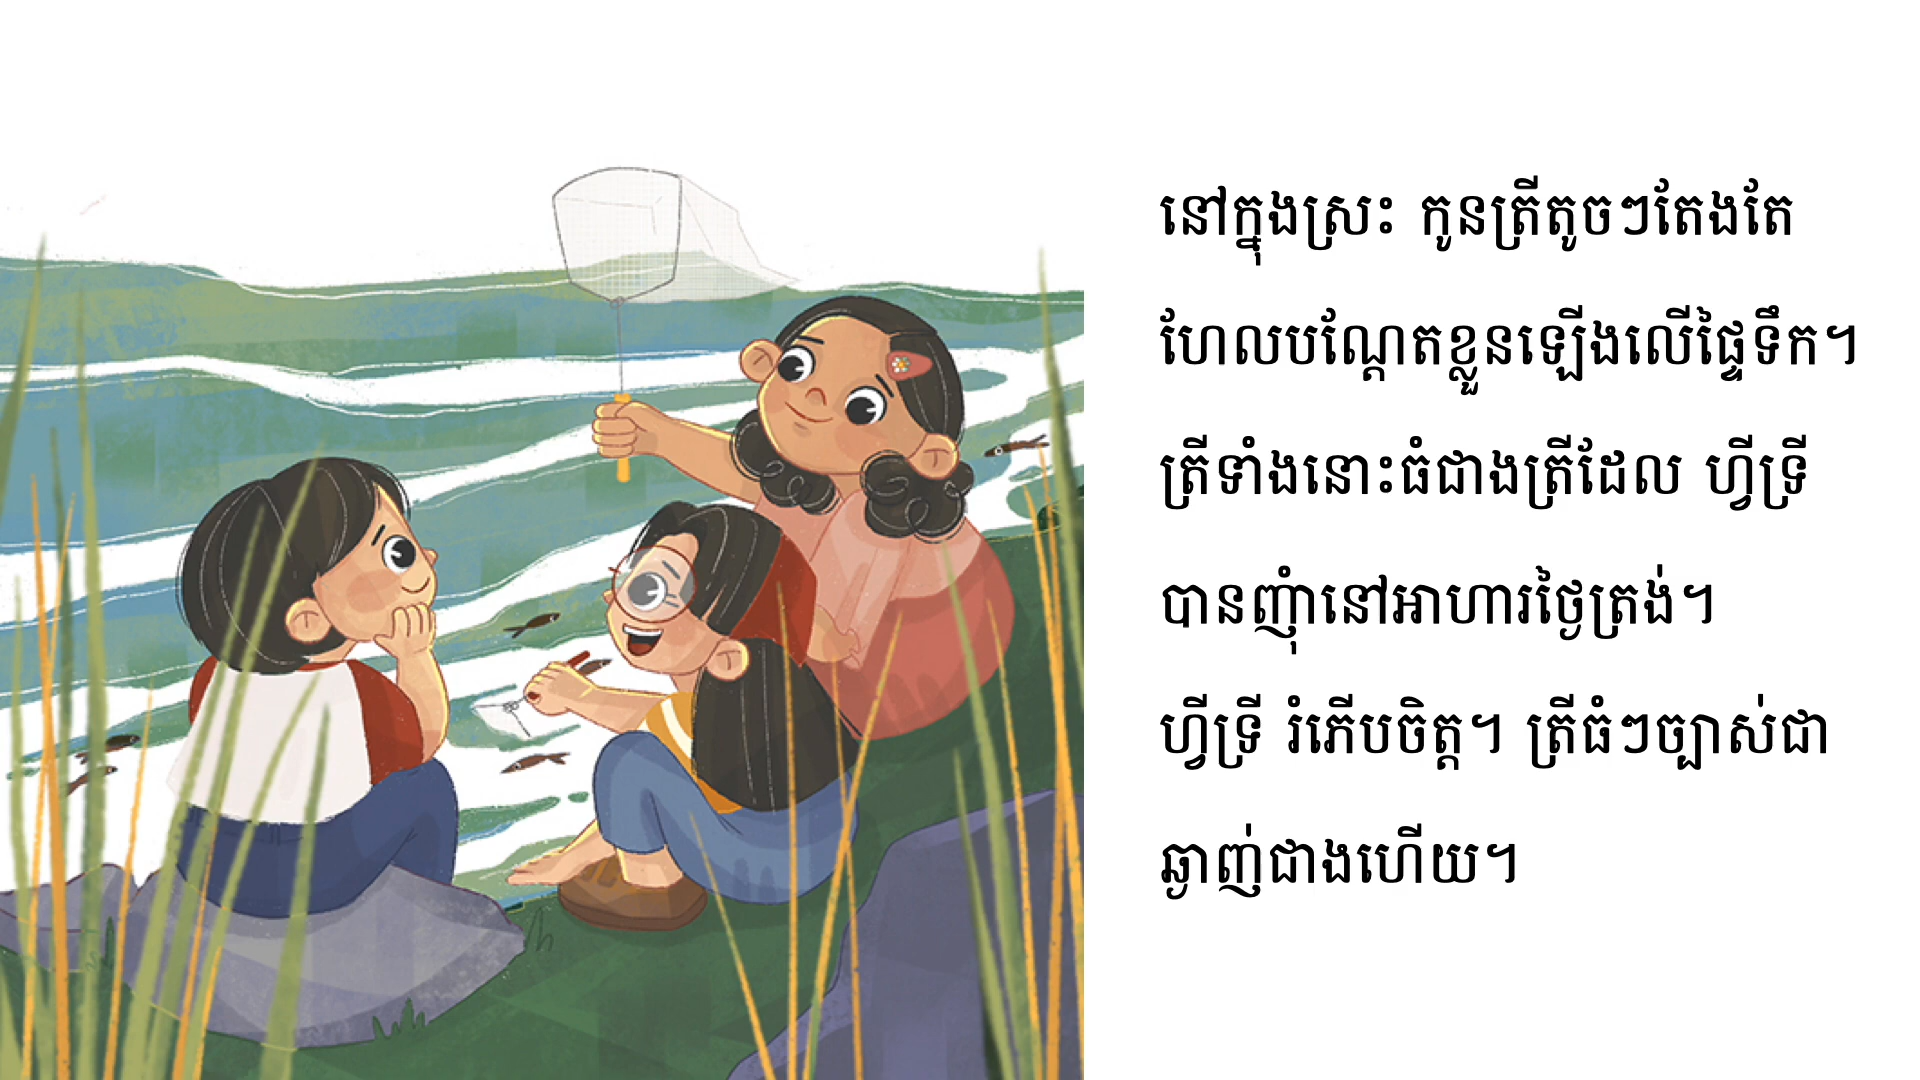 នៅក្នុងស្រះ កូនត្រីតូចៗតែងតែ
ហែលបណ្ដែតខ្លួនឡើងលើផ្ទៃទឹក។
ត្រីទាំងនោះធំជាងត្រីដែល ហ្វីទ្រី
បានញុំានៅអាហារថ្ងៃត្រង់។
ហ្វីទ្រី រំភើបចិត្ត។ ត្រីធំៗច្បាស់ជា
ឆ្ងាញ់ជាងហើយ។